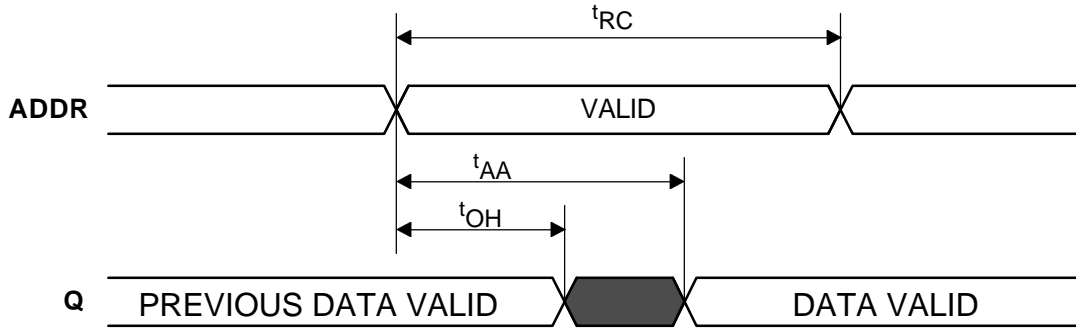 tRC
ADDR VALID
tAA
tOH
Q PREVIOUS DATA VALID DATA VALID